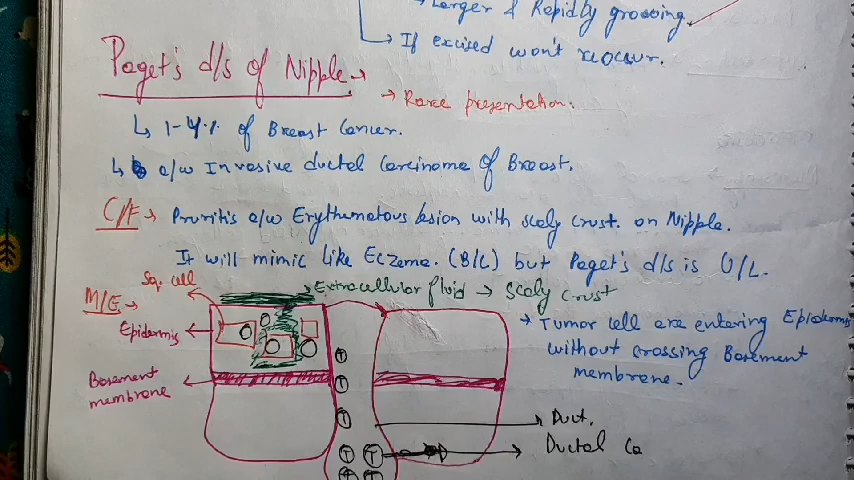 → Larger & Rapidly growing.
→ If excised won't reoccur.
Paget's d/s of Nipple →
→ Rare presentation.
↳ 1-4% of Breast Cancer.
↳ a/w Invasive ductal Carcinoma of Breast.
C/F → Pruritis a/w Erythematous lesion with scaly crust. on Nipple.
It will mimic like Eczema. (B/L) but Paget's d/s is U/L.
Sq. cell
M/E →
Extracellular fluid → scaly crust
Epidermis
→ Tumor cell are entering Epidermis
without crossing Basement
membrane.
Basement
membrane
T
T
T
Duct.
T T
Ductal Ca
T T